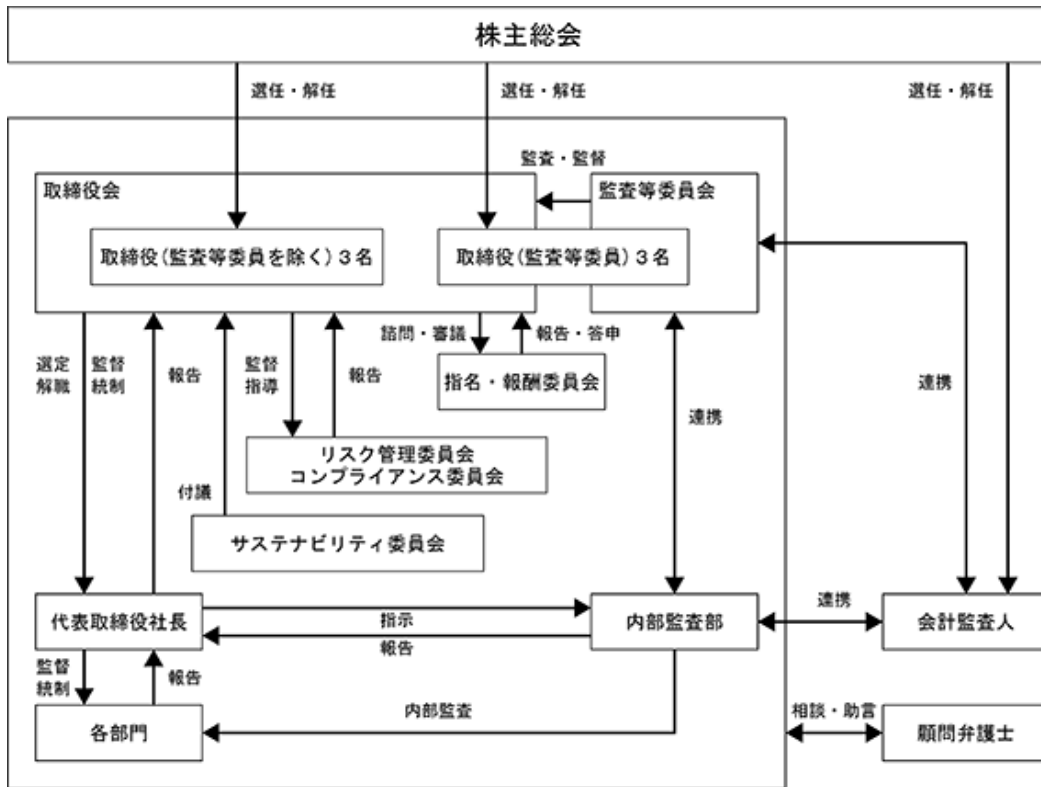 株主総会
選任・解任
選任・解任
選任・解任
監査・監督
取締役会
監査等委員会
取締役(監査等委員を除く)3名
取締役(監査等委員)3名
諮問・審議
報告・答申
選定
解職
監督
統制
報告
監督
指導
報告
指名・報酬委員会
連携
連携
リスク管理委員会
コンプライアンス委員会
付議
サステナビリティ委員会
代表取締役社長
指示
報告
内部監査部
連携
会計監査人
監督
統制
報告
内部監査
各部門
相談・助言
顧問弁護士